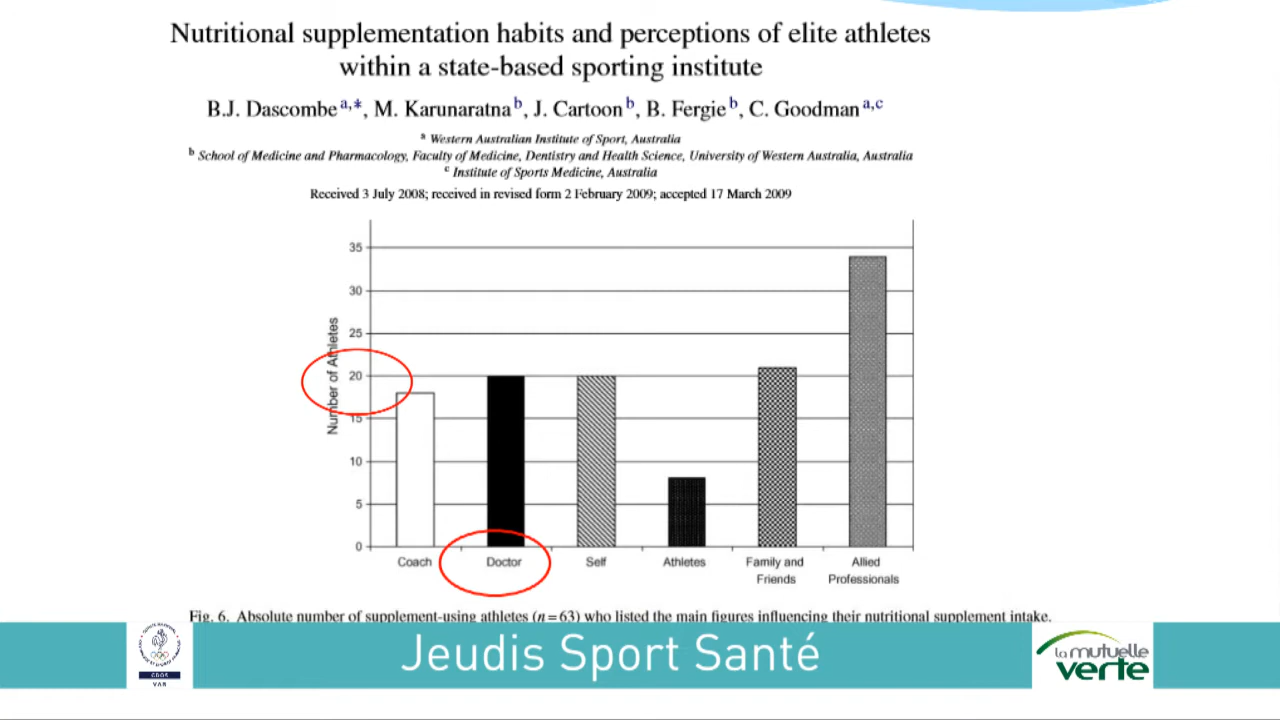 Nutritional supplementation habits and perceptions of elite athletes
within a state-based sporting institute
B.J. Dascombe a,*, M. Karunaratna b, J. Cartoon b, B. Fergie b, C. Goodman a,c
a Western Australian Institute of Sport, Australia
b School of Medicine and Pharmacology, Faculty of Medicine, Dentistry and Health Science, University of Western Australia, Australia
c Institute of Sports Medicine, Australia
Received 3 July 2008; received in revised form 2 February 2009; accepted 17 March 2009
Number of Athletes
35
30
25
20
15
10
5
0
Coach
Doctor
Self
Athletes
Family and
Friends
Allied
Professionals
Fig. 6. Absolute number of supplement-using athletes (n = 63) who listed the main figures influencing their nutritional supplement intake.
CDOS
VAR
Jeudis Sport Santé
la mutuelle
verte